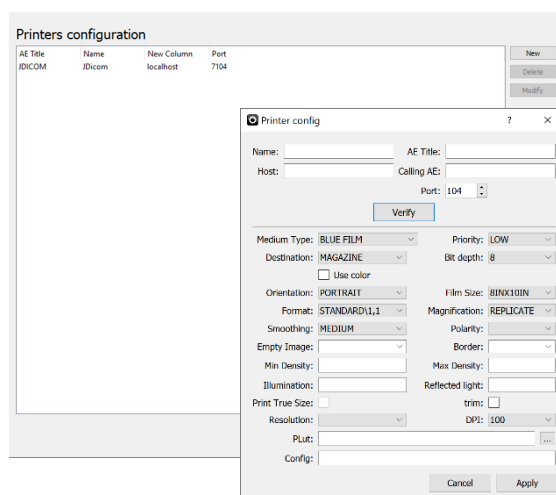 Printers configuration
AE Title Name New Column Port
JDICOM JDicom localhost 7104
New
Delete
Modify
Printer config ? ×
Name: AE Title:
Host: Calling AE:
Port: 104
Verify
Medium Type: BLUE FILM Priority: LOW
Destination: MAGAZINE Bit depth: 8
Use color
Orientation: PORTRAIT Film Size: 8INX10IN
Format: STANDARD\1,1 Magnification: REPLICATE
Smoothing: MEDIUM Polarity:
Empty Image: Border:
Min Density: Max Density:
Illumination: Reflected light:
Print True Size: trim:
Resolution: DPI: 100
PLut: ...
Config:
Cancel Apply